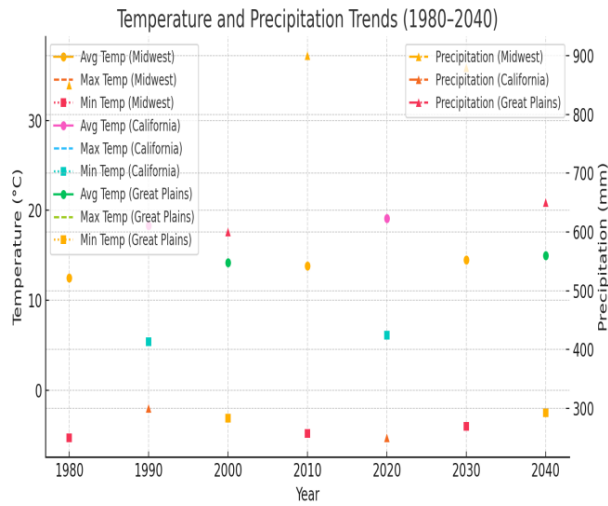 Temperature and Precipitation Trends (1980–2040)
Avg Temp (Midwest)
Max Temp (Midwest)
Min Temp (Midwest)
Avg Temp (California)
Max Temp (California)
Min Temp (California)
Avg Temp (Great Plains)
Max Temp (Great Plains)
Min Temp (Great Plains)
Precipitation (Midwest)
Precipitation (California)
Precipitation (Great Plains)
Temperature (°C)
30
20
10
0
Precipitation (mm)
900
800
700
600
500
400
300
1980 1990 2000 2010 2020 2030 2040
Year